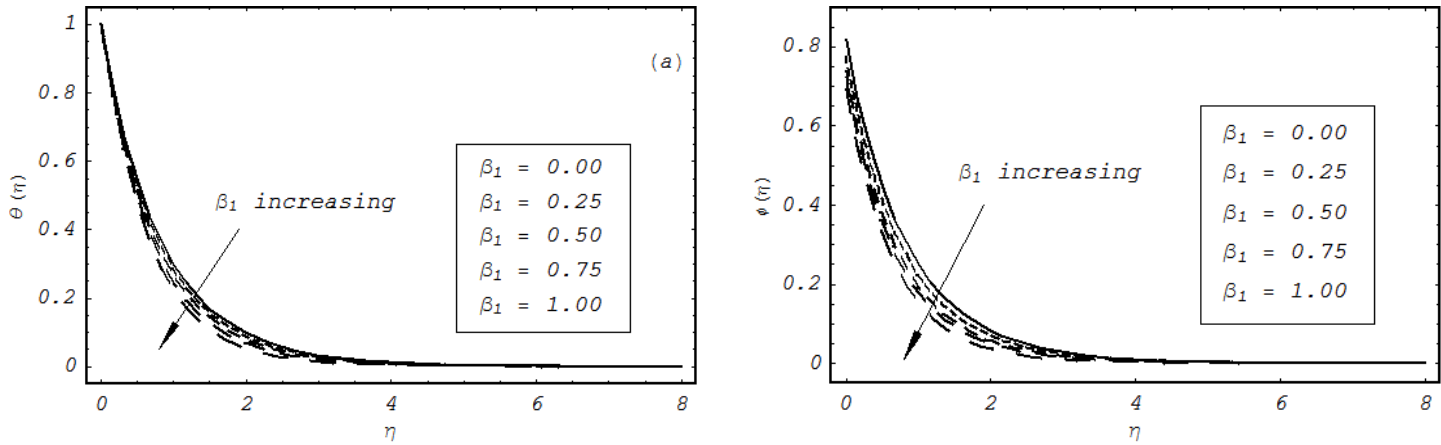 1
0.8
0.6
0.4
0.2
0
θ (η)
(a)
β₁ increasing
β₁ = 0.00
β₁ = 0.25
β₁ = 0.50
β₁ = 0.75
β₁ = 1.00
0 2 4 6 8
η
0.8
0.6
0.4
0.2
0
φ (η)
β₁ increasing
β₁ = 0.00
β₁ = 0.25
β₁ = 0.50
β₁ = 0.75
β₁ = 1.00
0 2 4 6 8
η